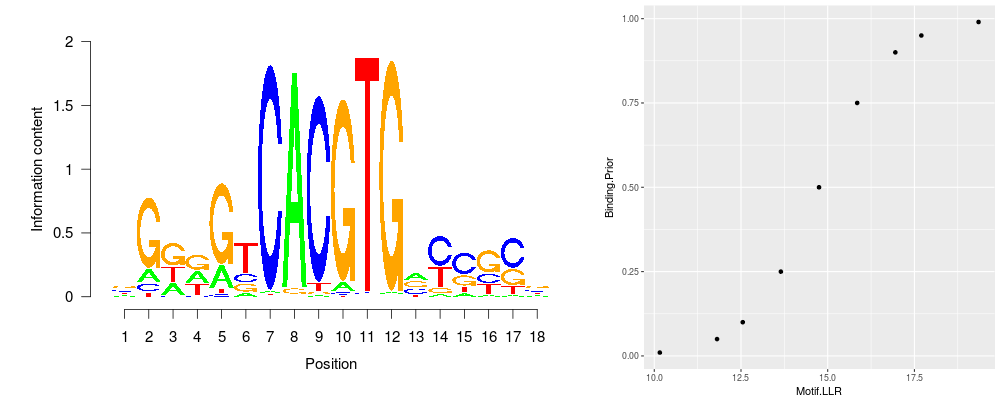 2
1.5
1
0.5
0
Information content
G G G G T C A C G T G A C C G C
1 2 3 4 5 6 7 8 9 10 11 12 13 14 15 16 17 18
Position
1.00
0.75
0.50
0.25
0.00
Binding.Prior
10.0 12.5 15.0 17.5
Motif.LLR